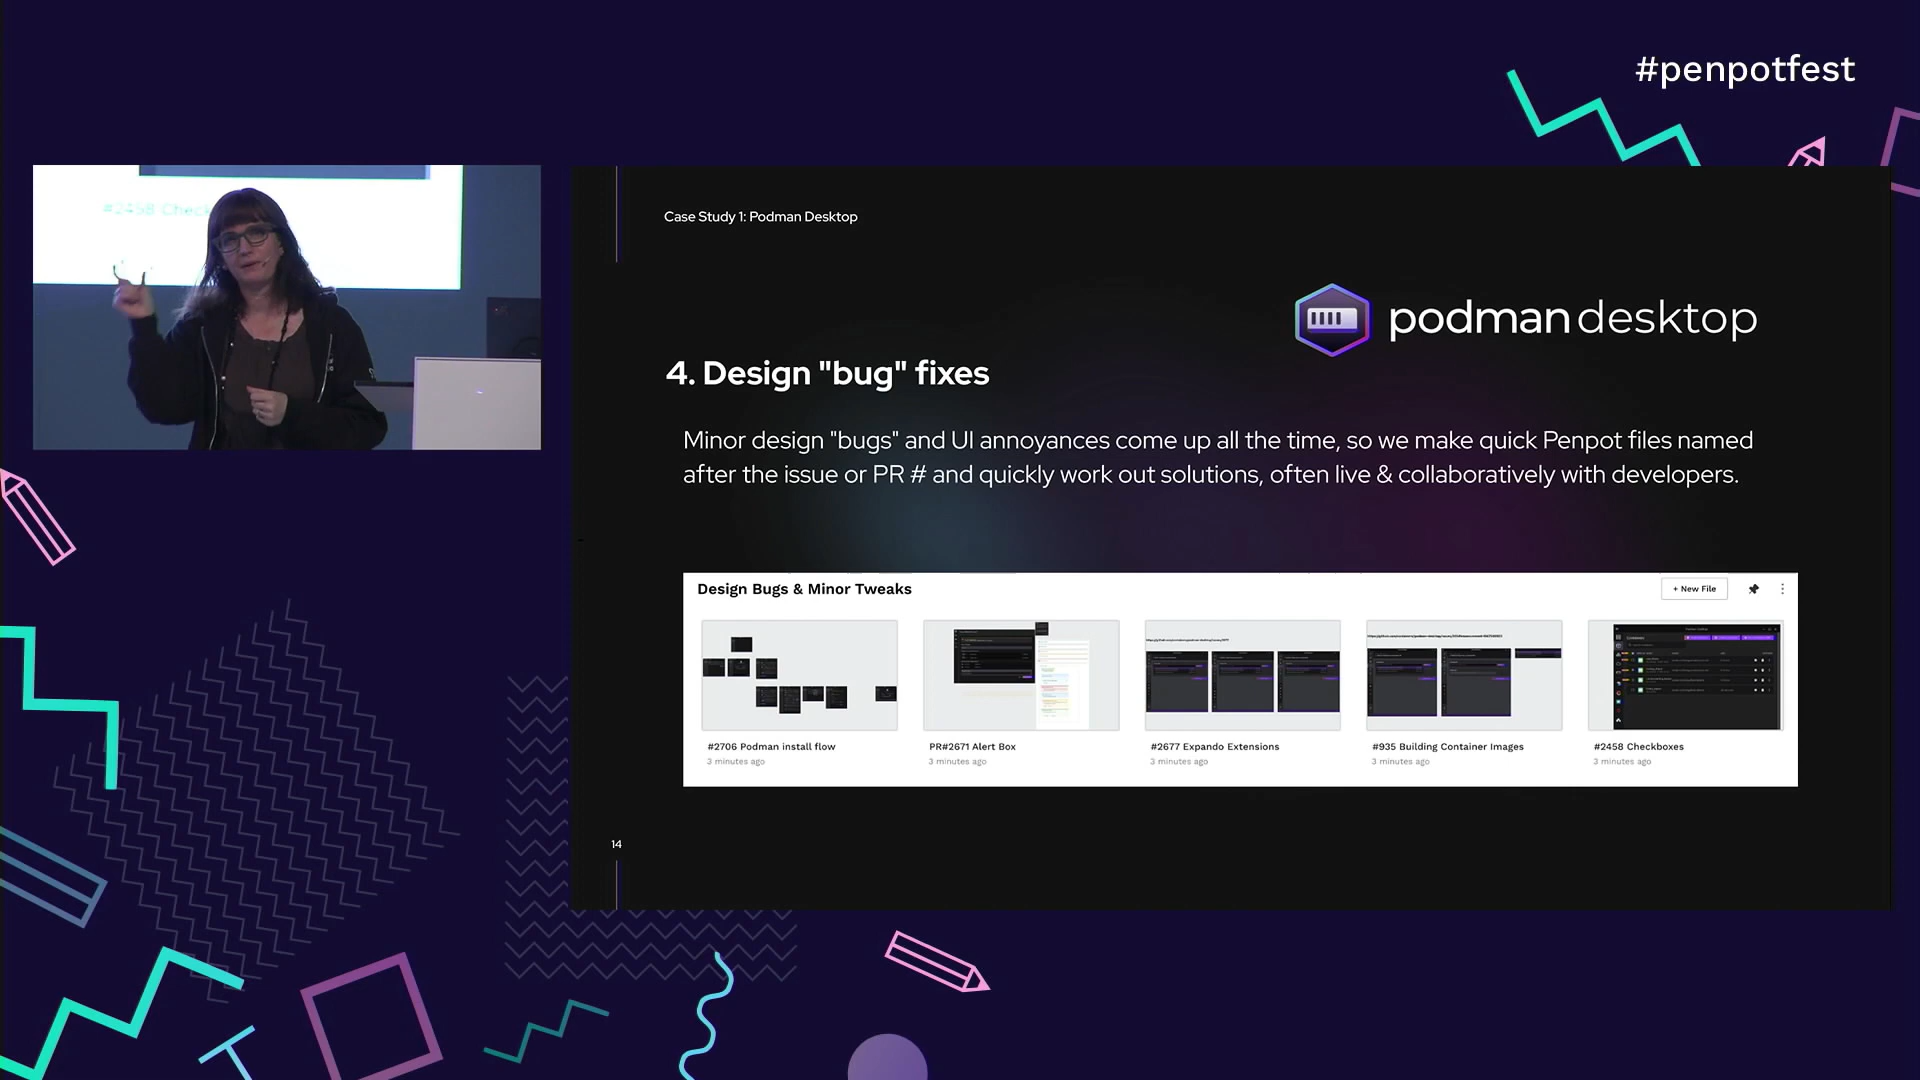 #penpotfest
#2458 Check
Case Study 1: Podman Desktop
podman desktop
4. Design "bug" fixes
Minor design "bugs" and UI annoyances come up all the time, so we make quick Penpot files named
after the issue or PR # and quickly work out solutions, often live & collaboratively with developers.
Design Bugs & Minor Tweaks
+ New File
#2706 Podman install flow
3 minutes ago
PR#2671 Alert Box
3 minutes ago
#2677 Expando Extensions
3 minutes ago
#935 Building Container Images
3 minutes ago
#2458 Checkboxes
3 minutes ago
14